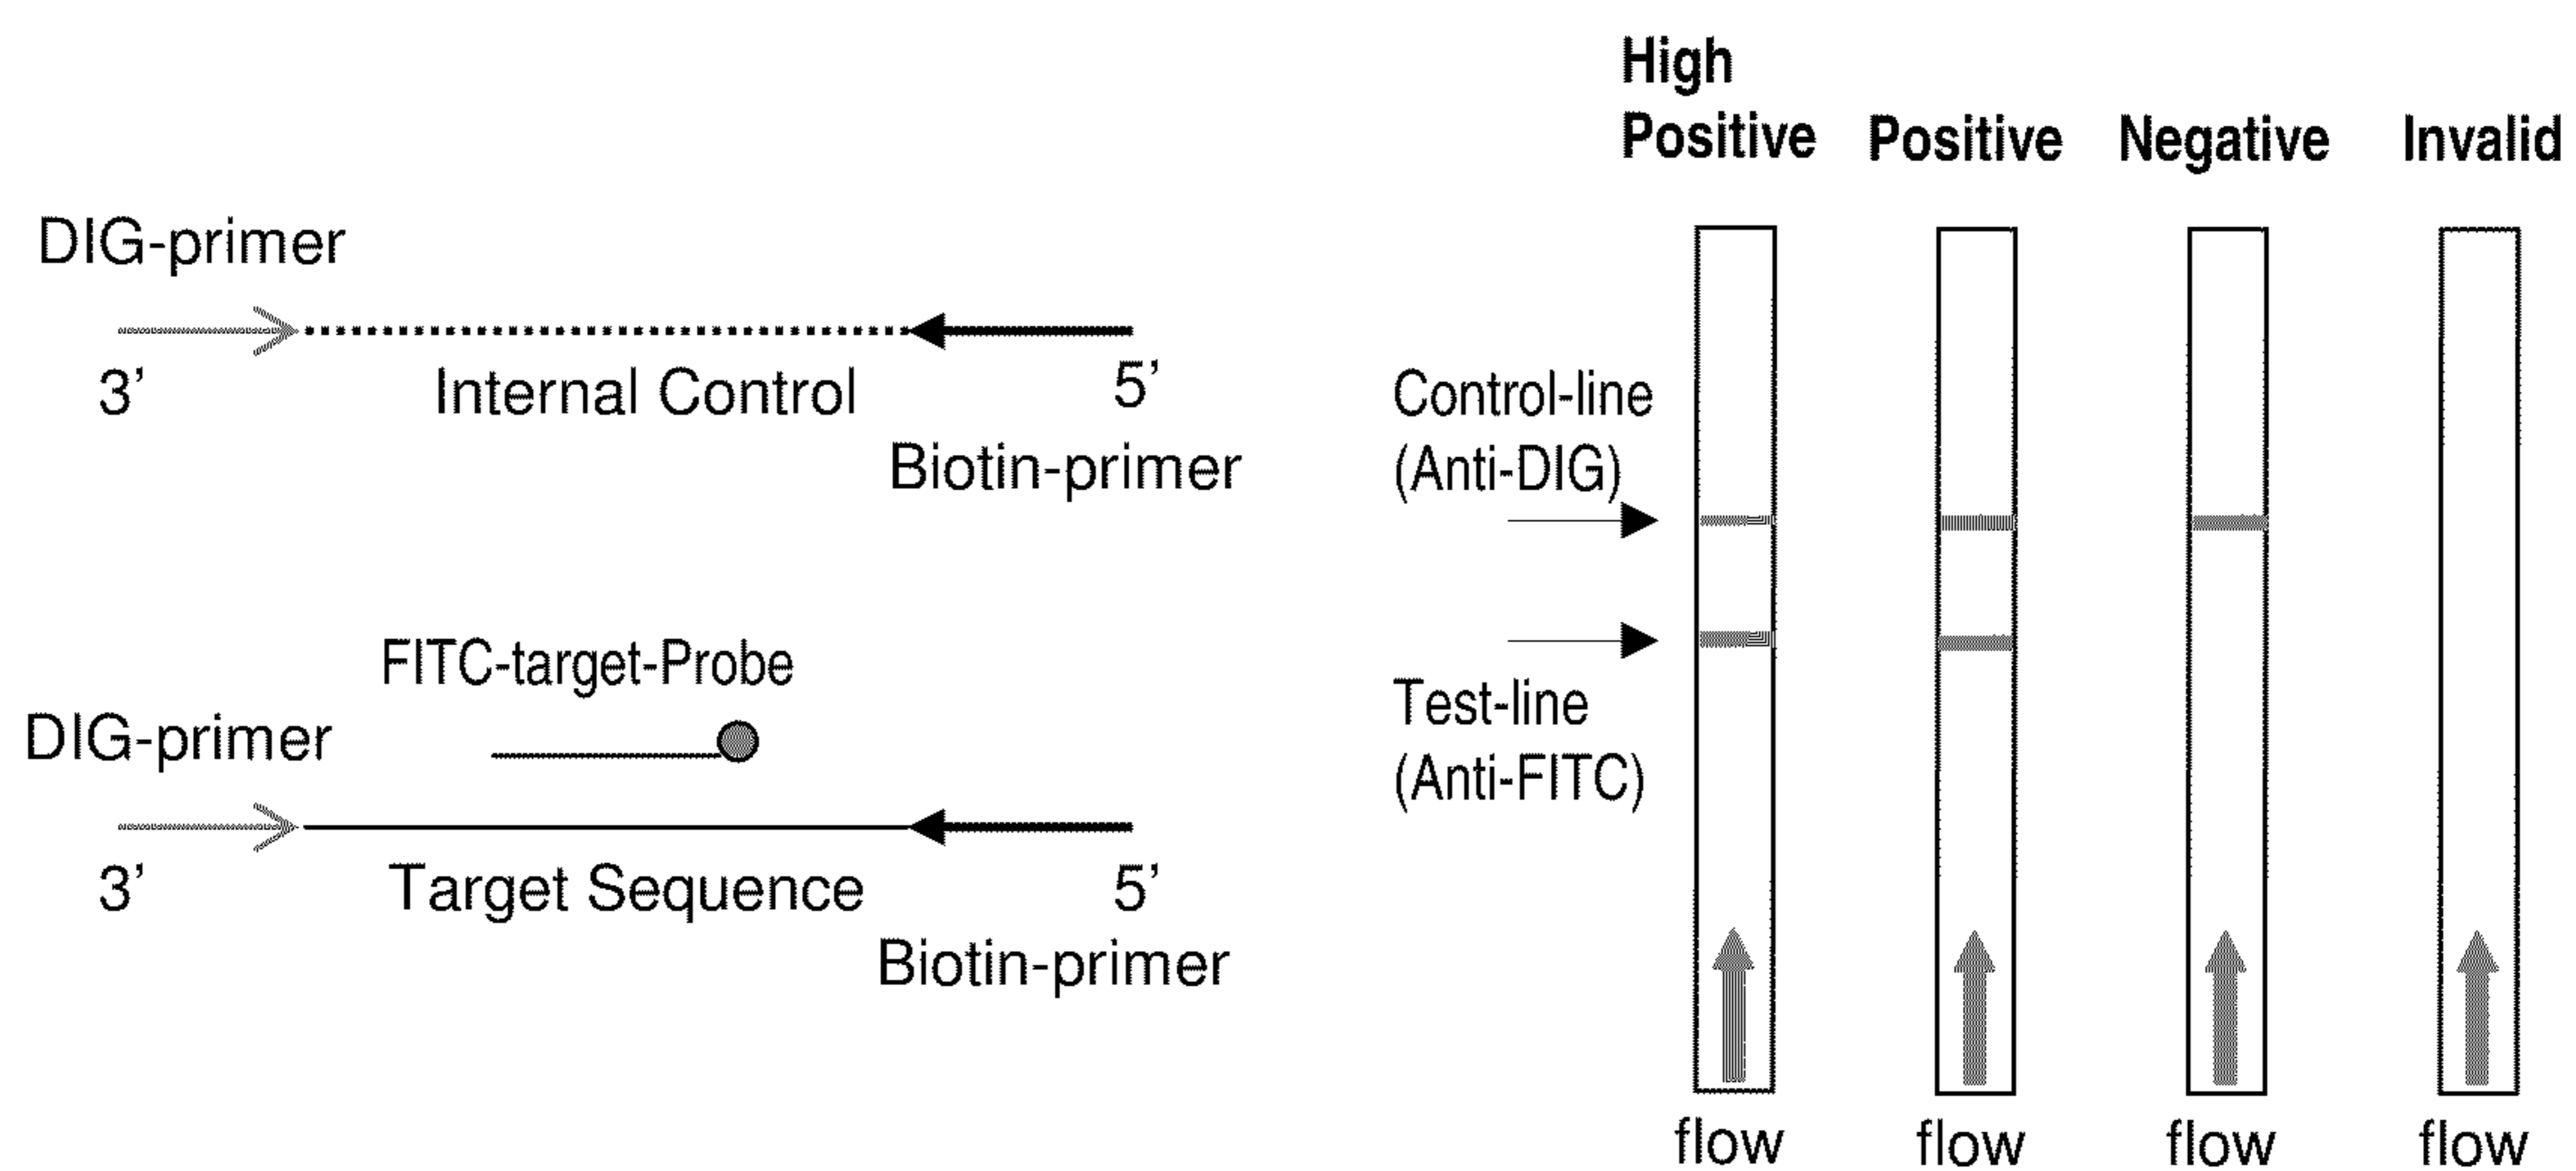 DIG-primer
3’
Internal Control
5’
Biotin-primer
FITC-target-Probe
DIG-primer
3’
Target Sequence
5’
Biotin-primer
High
Positive
Positive
Negative
Invalid
Control-line
(Anti-DIG)
Test-line
(Anti-FITC)
flow
flow
flow
flow